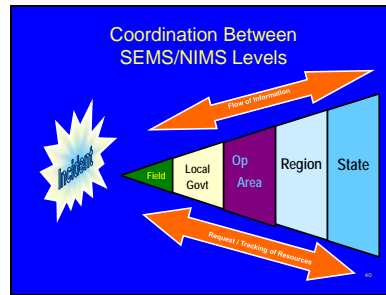 Coordination Between
SEMS/NIMS Levels
Flow of Information
Incident
Field
Local
Govt
Op
Area
Region
State
Request / Tracking of Resources
40